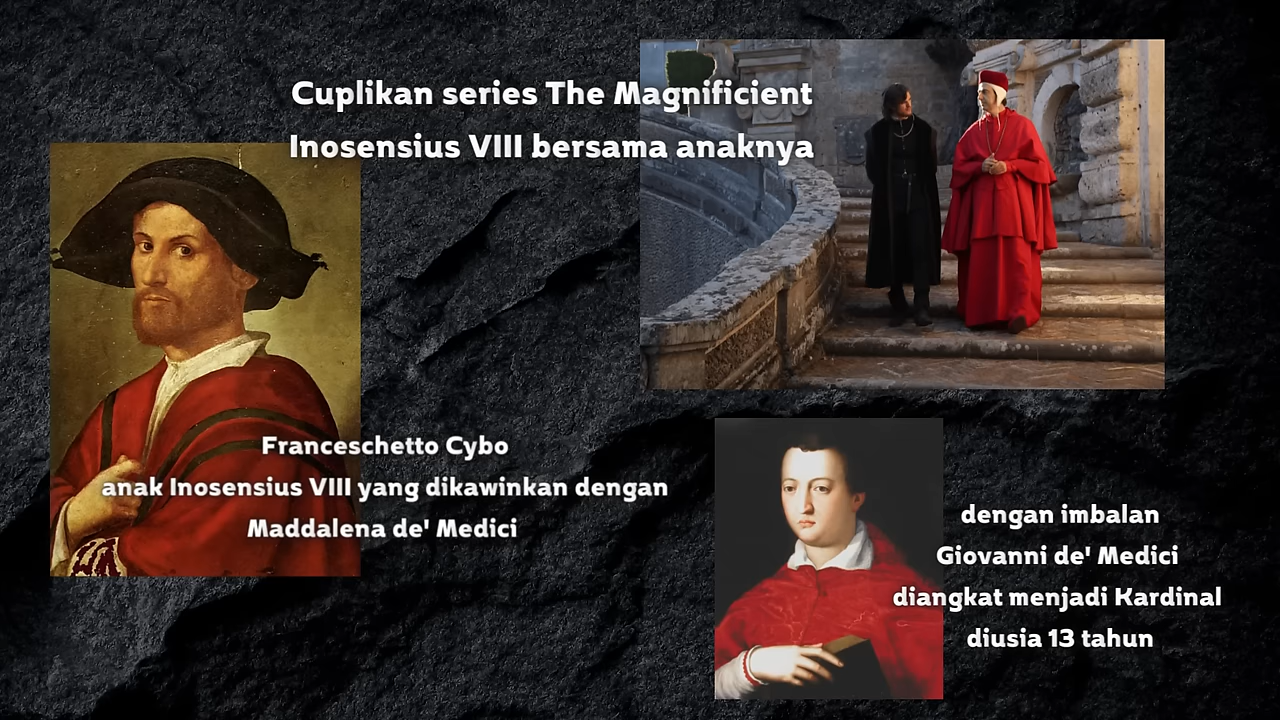 Cuplikan series The Magnificient
Inosensius VIII bersama anaknya
Franceschetto Cybo
anak Inosensius VIII yang dikawinkan dengan
Maddalena de' Medici
dengan imbalan
Giovanni de' Medici
diangkat menjadi Kardinal
diusia 13 tahun